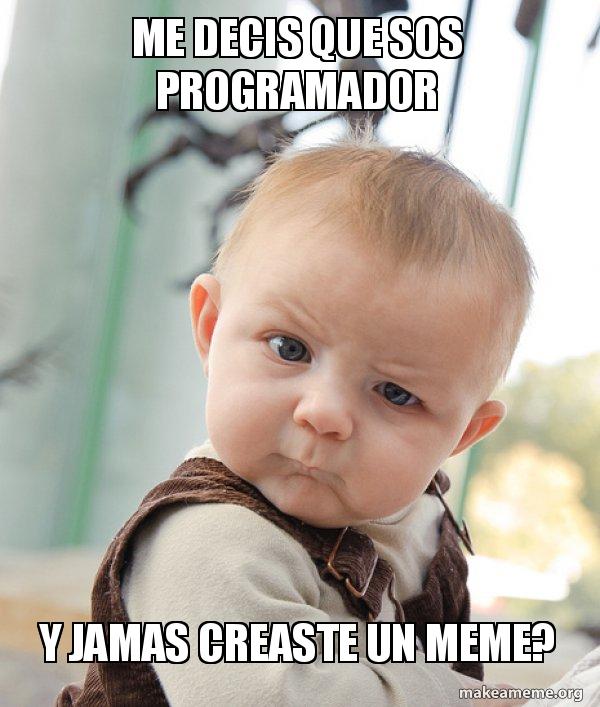 ME DECIS QUE SOS
PROGRAMADOR
Y JAMAS CREASTE UN MEME?
makeameme.org